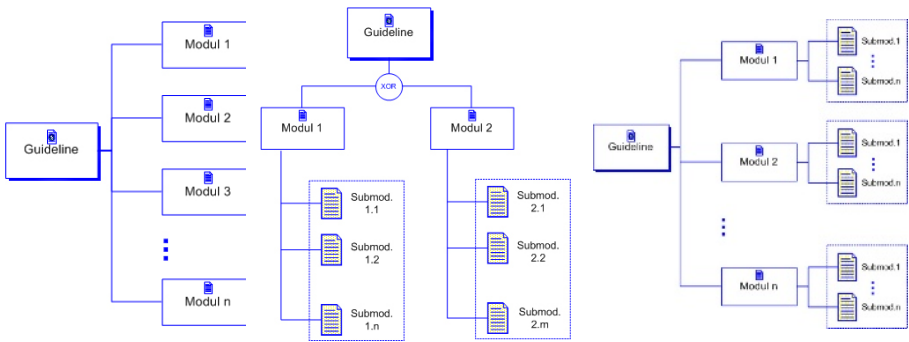 Guideline
Modul 1
Modul 2
Modul 3
Modul n
Guideline
XOR
Modul 1
Submod.
1.1
Submod.
1.2
Submod.
1.n
Modul 2
Submod.
2.1
Submod.
2.2
Submod.
2.m
Guideline
Modul 1
Submod.1
Submod.n
Modul 2
Submod.1
Submod.n
Modul n
Submod.1
Submod.n